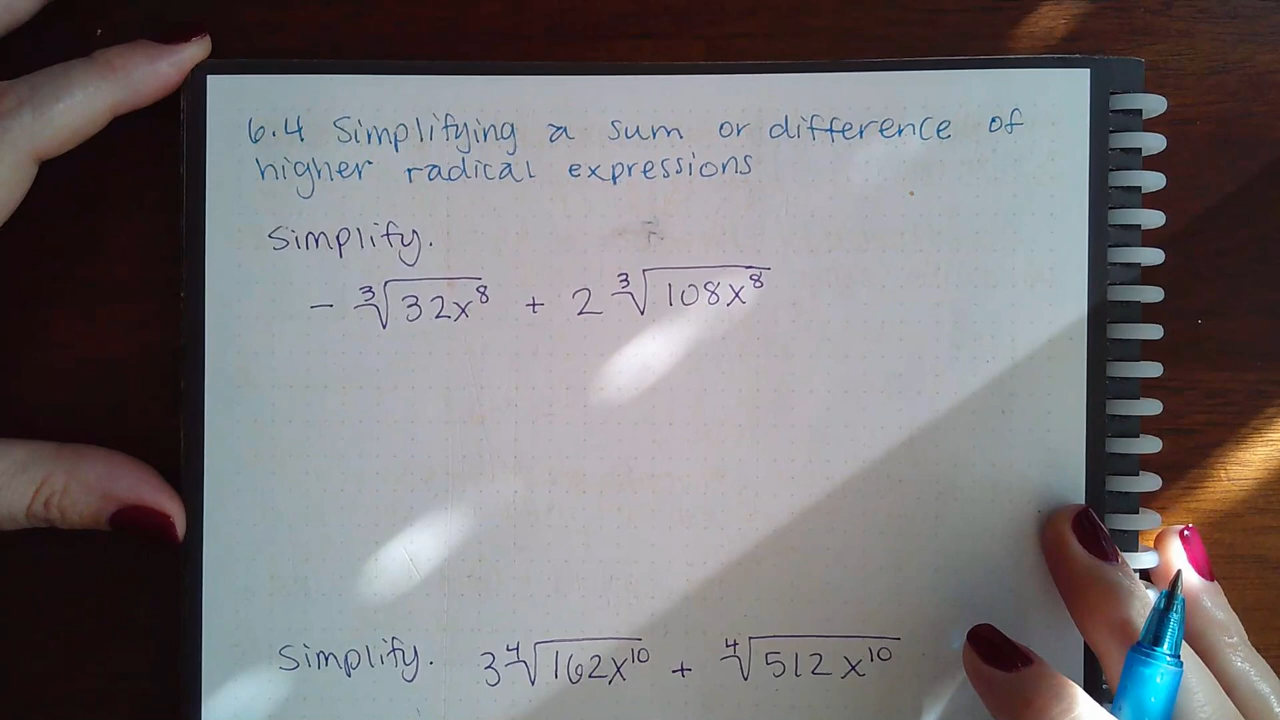 6.4 Simplifying a sum or difference of
higher radical expressions
Simplify.
- ∛32x⁸ + 2 ∛108x⁸
Simplify. 3∜162x¹⁰ + ∜512x¹⁰